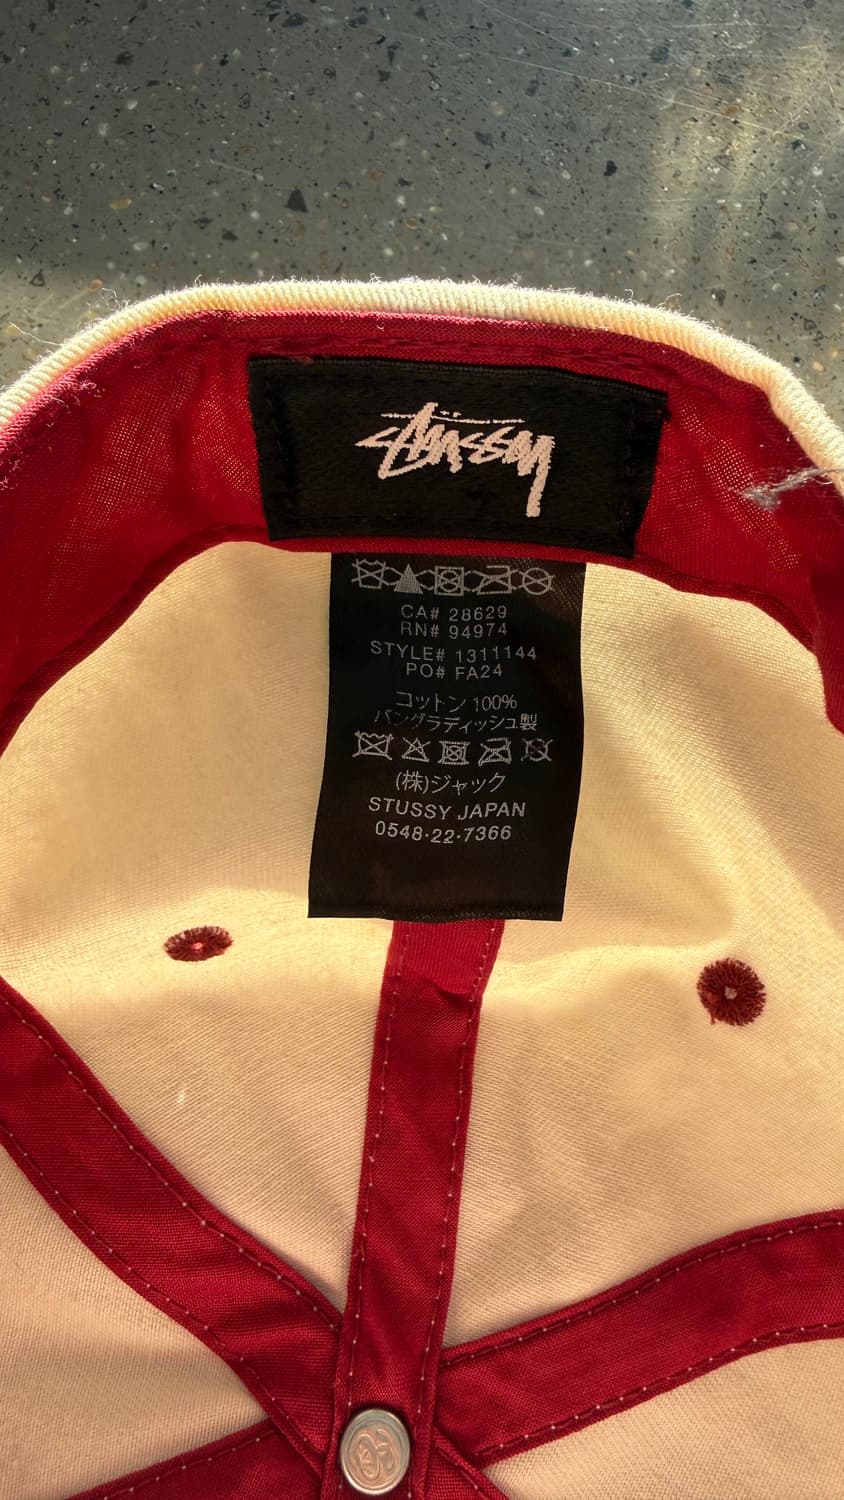 Stüssy
CA# 28629
RN# 94974
STYLE# 1311144
PO# FA24
コットン 100%
バングラディッシュ製
(株)ジャック
STUSSY JAPAN
0548·22·7366